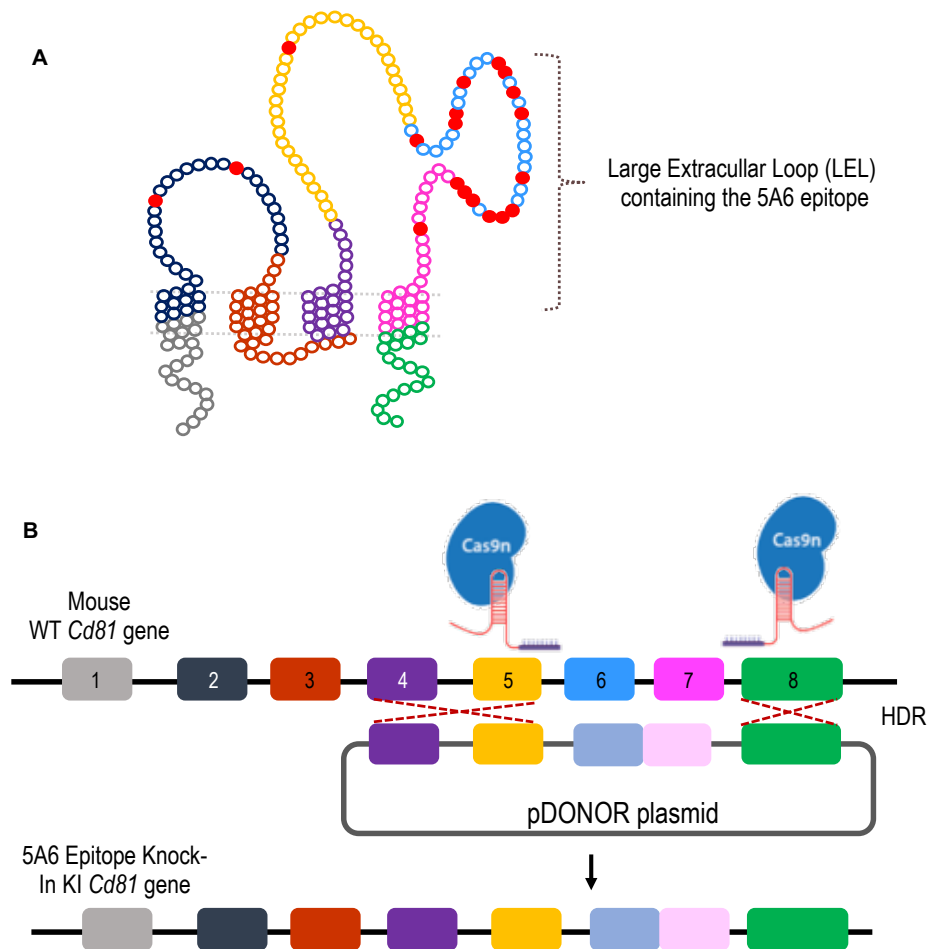 A
Large Extracullar Loop (LEL)
containing the 5A6 epitope
B
Cas9n
Cas9n
Mouse
WT Cd81 gene
1 2 3 4 5 6 7 8
HDR
pDONOR plasmid
5A6 Epitope Knock-
In KI Cd81 gene